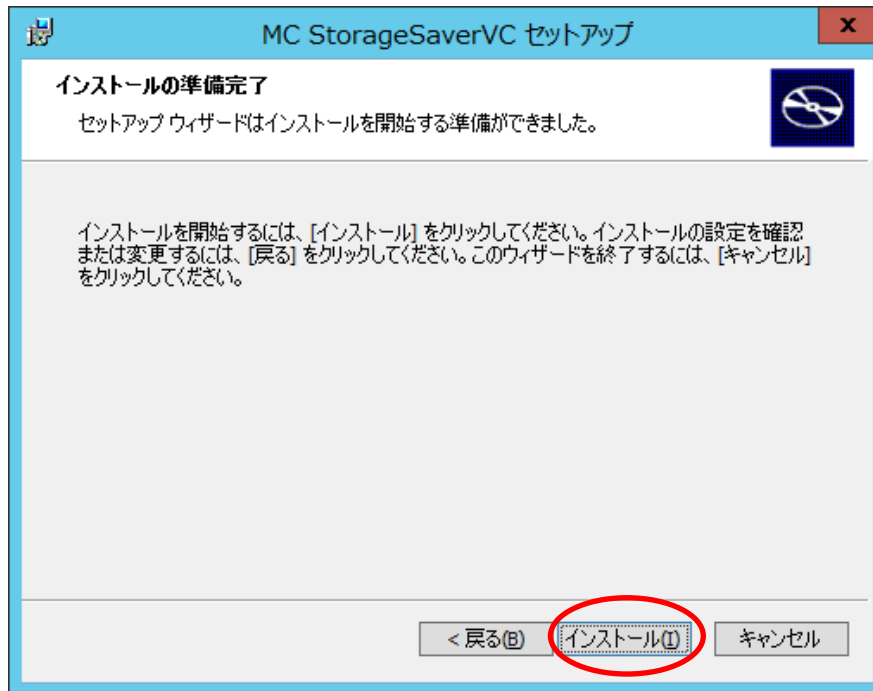 MC StorageSaverVC セットアップ
x
インストールの準備完了
セットアップ ウィザードはインストールを開始する準備ができました。
インストールを開始するには、[インストール] をクリックしてください。インストールの設定を確認
または変更するには、[戻る] をクリックしてください。このウィザードを終了するには、[キャンセル]
をクリックしてください。
< 戻る(B) インストール(I) キャンセル